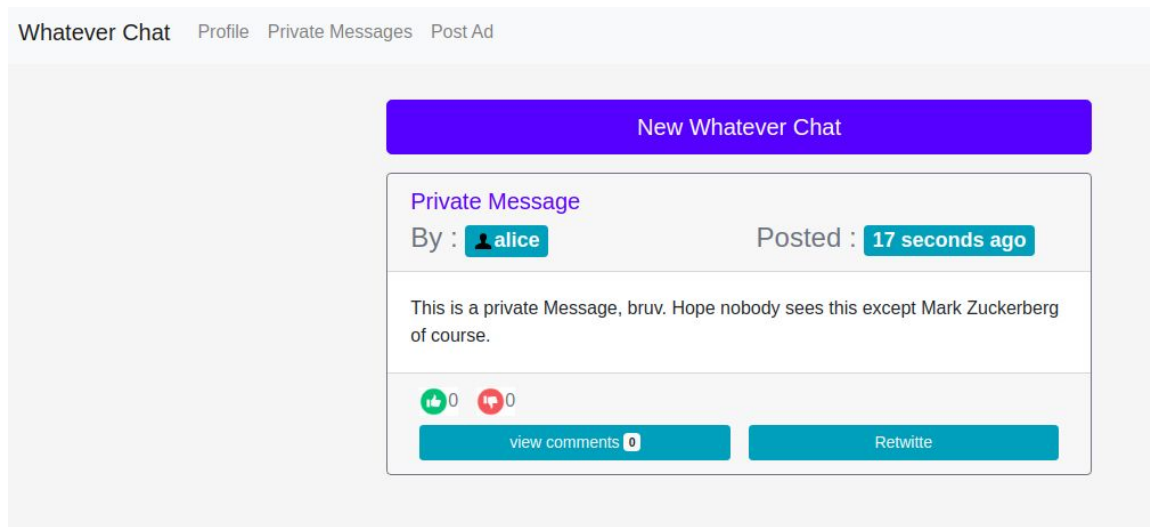 Whatever Chat Profile Private Messages Post Ad
New Whatever Chat
Private Message
By : alice Posted : 17 seconds ago
This is a private Message, bruv. Hope nobody sees this except Mark Zuckerberg
of course.
0 0
view comments 0 Retwitte